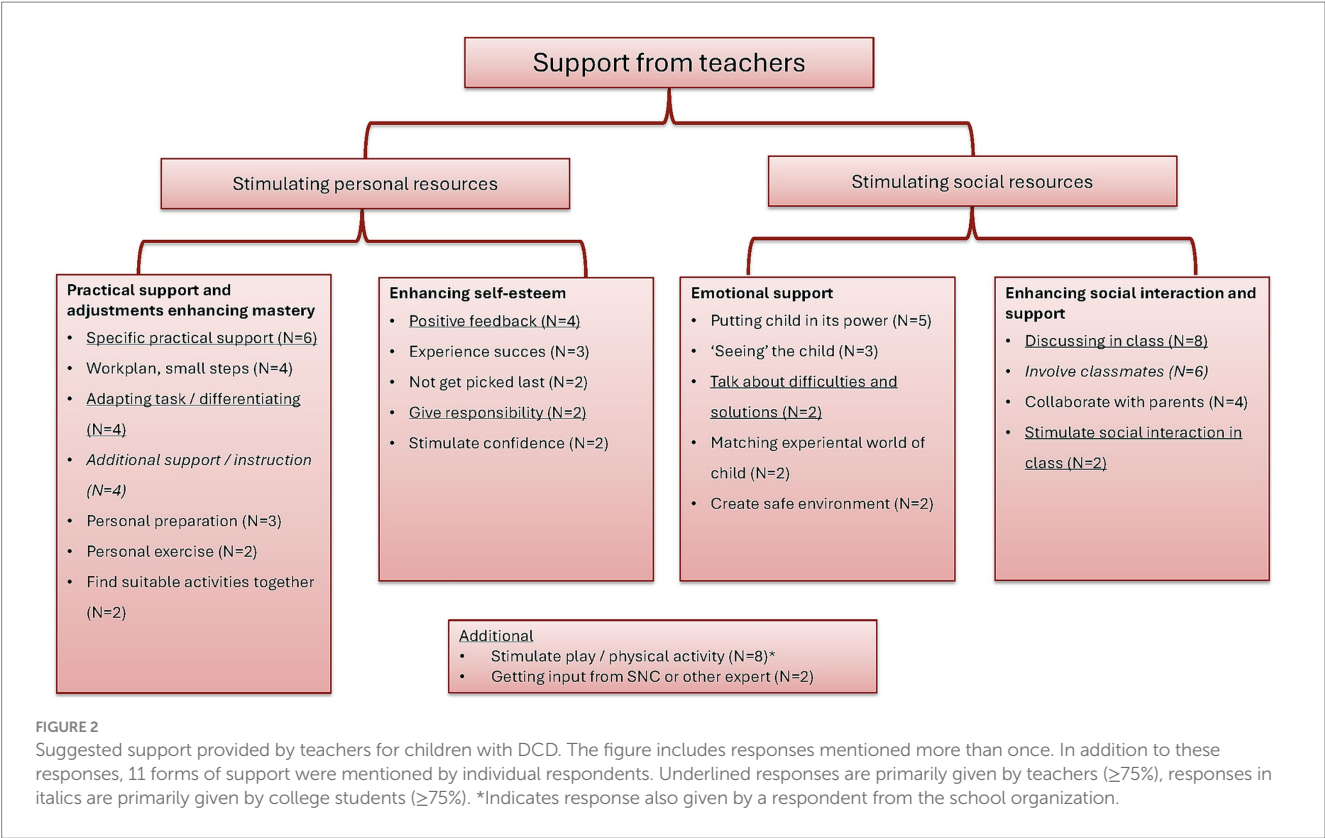 Support from teachers
Stimulating personal resources
Stimulating social resources
Practical support and
adjustments enhancing mastery
• Specific practical support (N=6)
• Workplan, small steps (N=4)
• Adapting task / differentiating
(N=4)
• Additional support / instruction
(N=4)
• Personal preparation (N=3)
• Personal exercise (N=2)
• Find suitable activities together
(N=2)
Enhancing self-esteem
• Positive feedback (N=4)
• Experience succes (N=3)
• Not get picked last (N=2)
• Give responsibility (N=2)
• Stimulate confidence (N=2)
Emotional support
• Putting child in its power (N=5)
• ‘Seeing’ the child (N=3)
• Talk about difficulties and
solutions (N=2)
• Matching experiental world of
child (N=2)
• Create safe environment (N=2)
Enhancing social interaction and
support
• Discussing in class (N=8)
• Involve classmates (N=6)
• Collaborate with parents (N=4)
• Stimulate social interaction in
class (N=2)
Additional
• Stimulate play / physical activity (N=8)*
• Getting input from SNC or other expert (N=2)
FIGURE 2
Suggested support provided by teachers for children with DCD. The figure includes responses mentioned more than once. In addition to these
responses, 11 forms of support were mentioned by individual respondents. Underlined responses are primarily given by teachers (≥75%), responses in
italics are primarily given by college students (≥75%). *Indicates response also given by a respondent from the school organization.